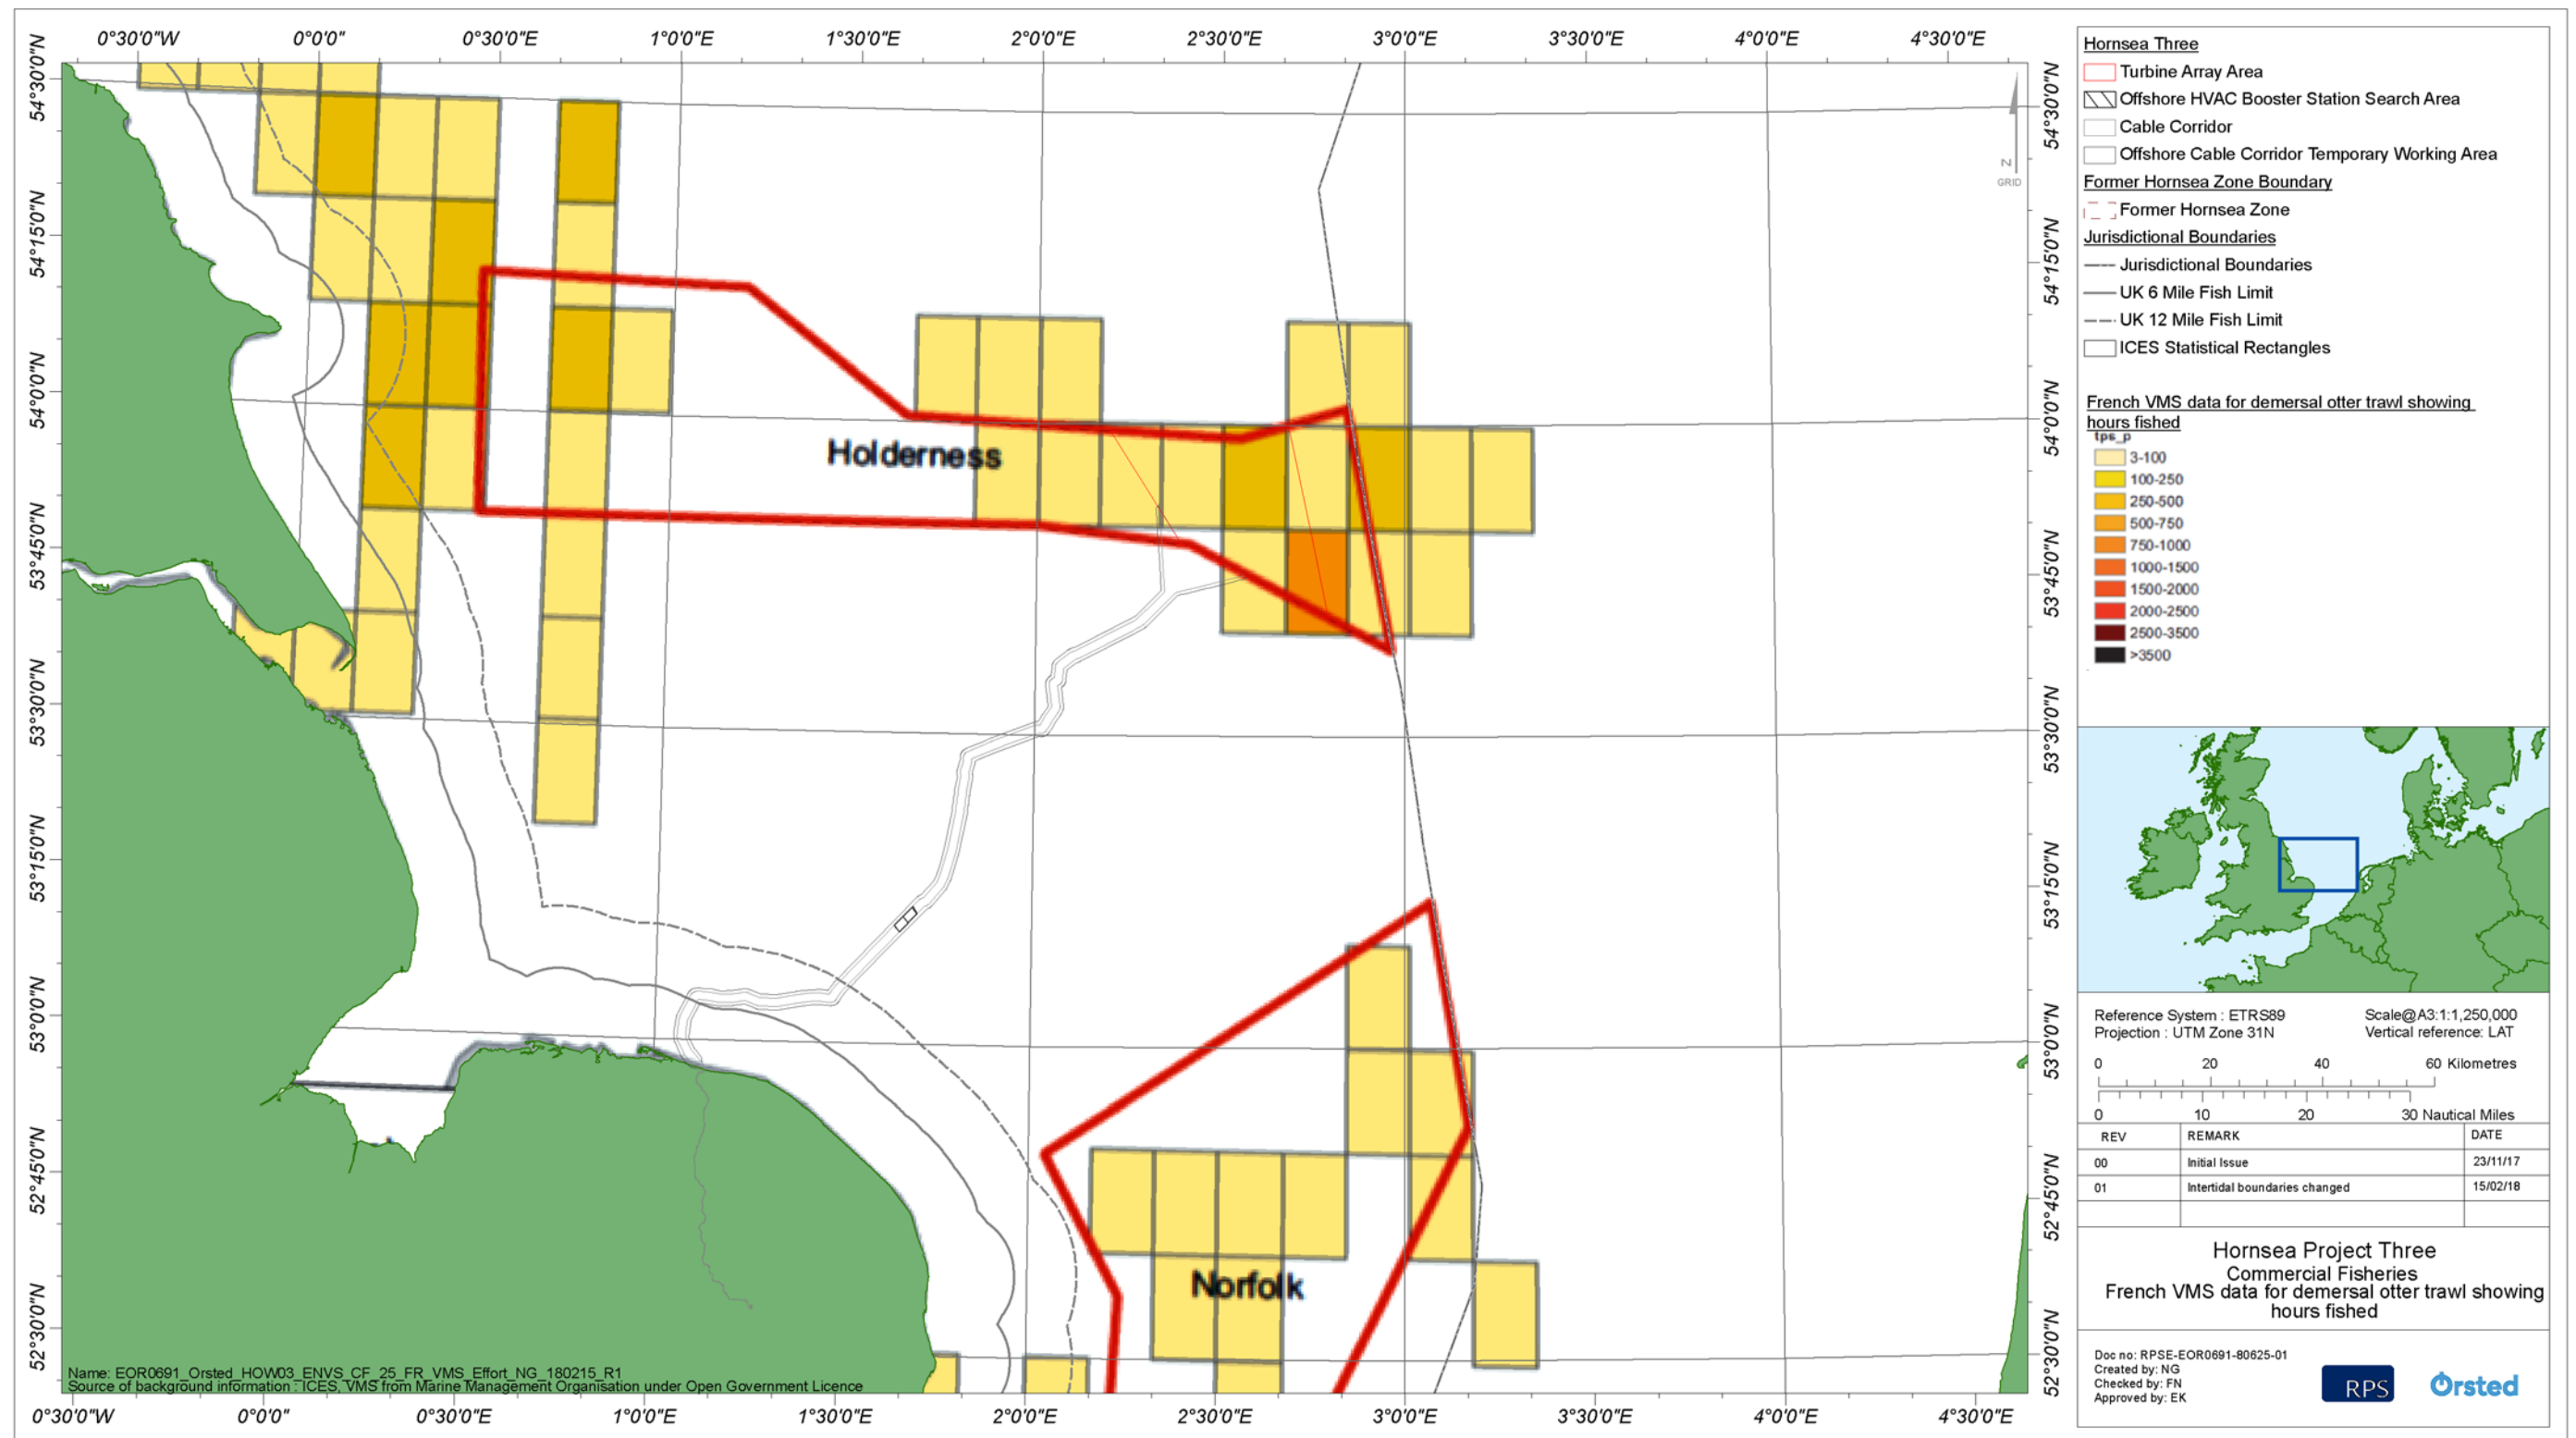 0°30'0"W 0°0'0" 0°30'0"E 1°0'0"E 1°30'0"E 2°0'0"E 2°30'0"E 3°0'0"E 3°30'0"E 4°0'0"E 4°30'0"E
54°30'0"N
54°15'0"N
54°0'0"N
53°45'0"N
53°30'0"N
53°15'0"N
53°0'0"N
52°45'0"N
52°30'0"N
Holderness
Norfolk
N
GRID
54°30'0"N
54°15'0"N
54°0'0"N
53°45'0"N
53°30'0"N
53°15'0"N
53°0'0"N
52°45'0"N
52°30'0"N
Name: EOR0691_Orsted_HOW03_ENVS_CF_25_FR_VMS_Effort_NG_180215_R1
Source of background information : ICES, VMS from Marine Management Organisation under Open Government Licence
0°30'0"W 0°0'0" 0°30'0"E 1°0'0"E 1°30'0"E 2°0'0"E 2°30'0"E 3°0'0"E 3°30'0"E 4°0'0"E 4°30'0"E
Hornsea Three
Turbine Array Area
Offshore HVAC Booster Station Search Area
Cable Corridor
Offshore Cable Corridor Temporary Working Area
Former Hornsea Zone Boundary
Former Hornsea Zone
Jurisdictional Boundaries
Jurisdictional Boundaries
UK 6 Mile Fish Limit
UK 12 Mile Fish Limit
ICES Statistical Rectangles
French VMS data for demersal otter trawl showing
hours fished
tps_p
3-100
100-250
250-500
500-750
750-1000
1000-1500
1500-2000
2000-2500
2500-3500
>3500
Reference System : ETRS89 Scale@A3:1:1,250,000
Projection : UTM Zone 31N Vertical reference: LAT
0 20 40 60 Kilometres
0 10 20 30 Nautical Miles
REV REMARK DATE
00 Initial Issue 23/11/17
01 Intertidal boundaries changed 15/02/18
Hornsea Project Three
Commercial Fisheries
French VMS data for demersal otter trawl showing
hours fished
Doc no: RPSE-EOR0691-80625-01
Created by: NG
Checked by: FN
Approved by: EK
RPS
Ørsted